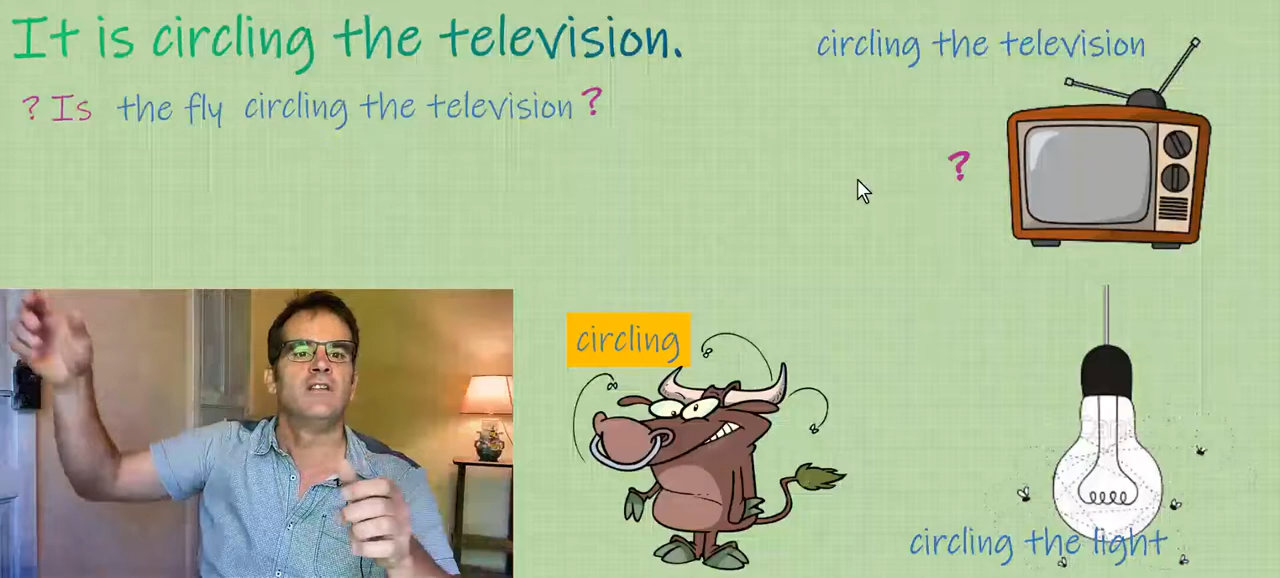 It is circling the television.
? Is the fly circling the television ?
circling the television
?
circling
circling the light